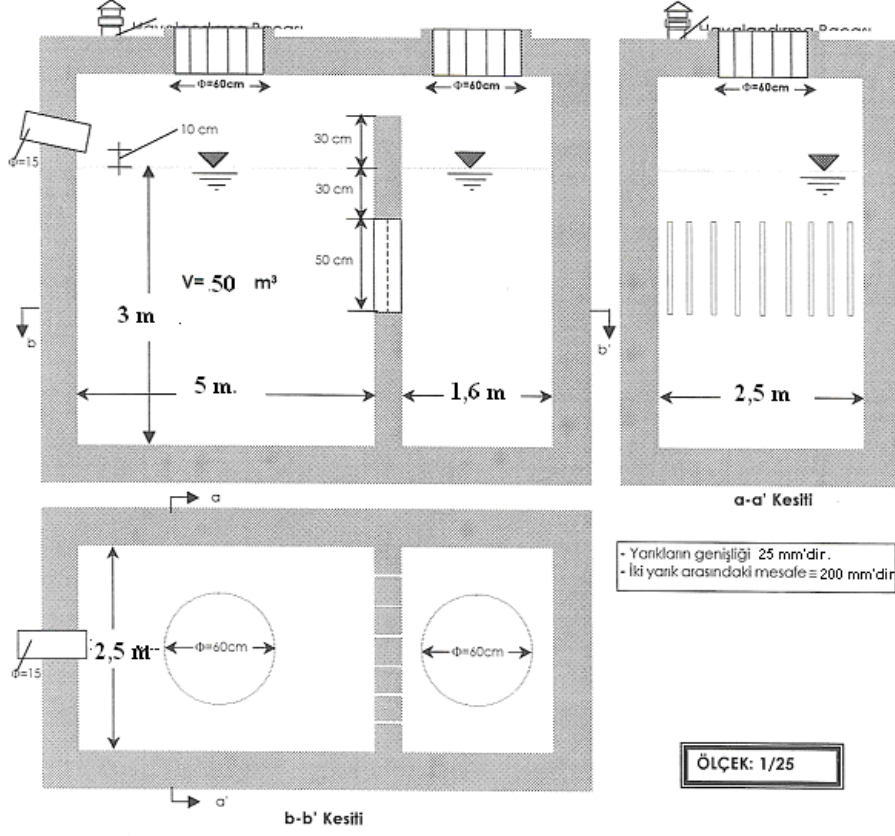 Φ=60cm
Φ=60cm
Φ=60cm
10 cm
30 cm
Φ=15
30 cm
50 cm
V= 50 m³
3 m
b
b'
5 m.
1,6 m
2,5 m
a
a-a' Kesiti
- Yarıkların genişliği 25 mm'dir.
- İki yarık arasındaki mesafe = 200 mm'dir
2,5 m
Φ=60cm
Φ=60cm
Φ=15
ÖLÇEK: 1/25
a'
b-b' Kesiti